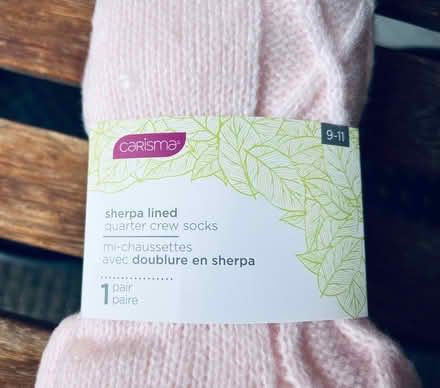 carisma
9-11
sherpa lined
quarter crew socks
mi-chaussettes
avec doublure en sherpa
1 pair
paire